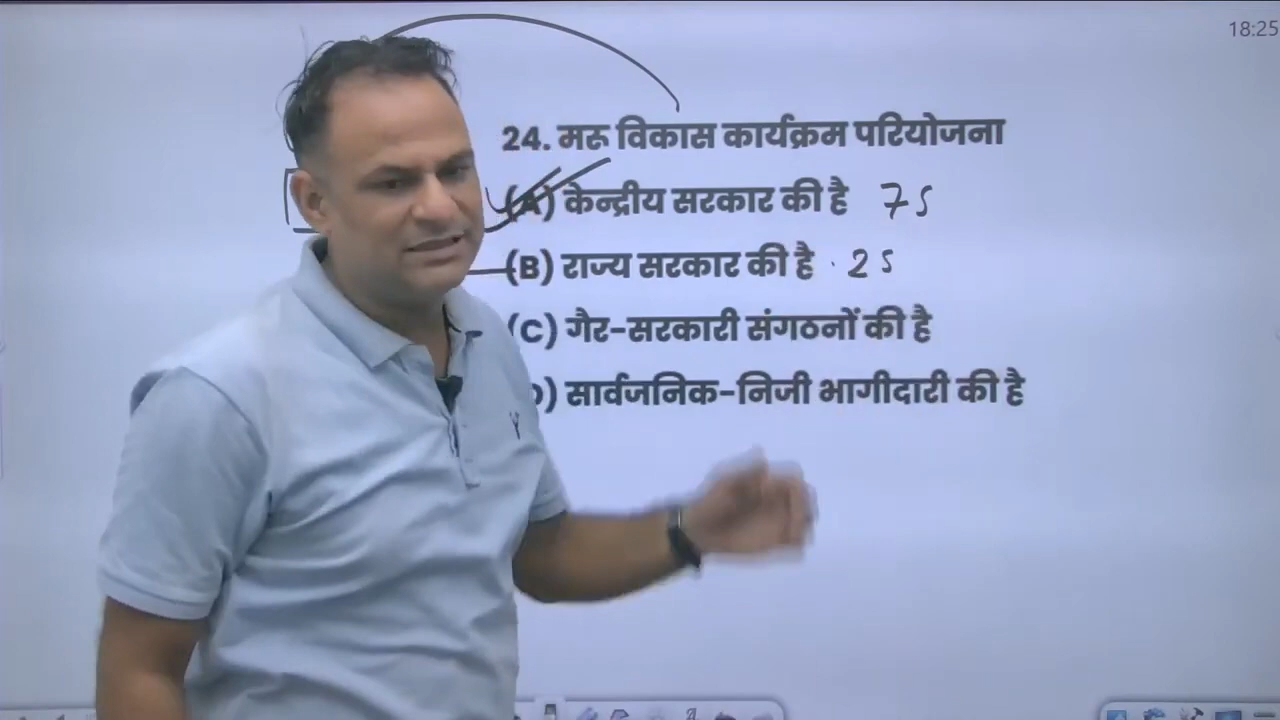 18:25
24. मरू विकास कार्यक्रम परियोजना
(A) केन्द्रीय सरकार की है 75
(B) राज्य सरकार की है 25
(C) गैर-सरकारी संगठनों की है
D) सार्वजनिक-निजी भागीदारी की है